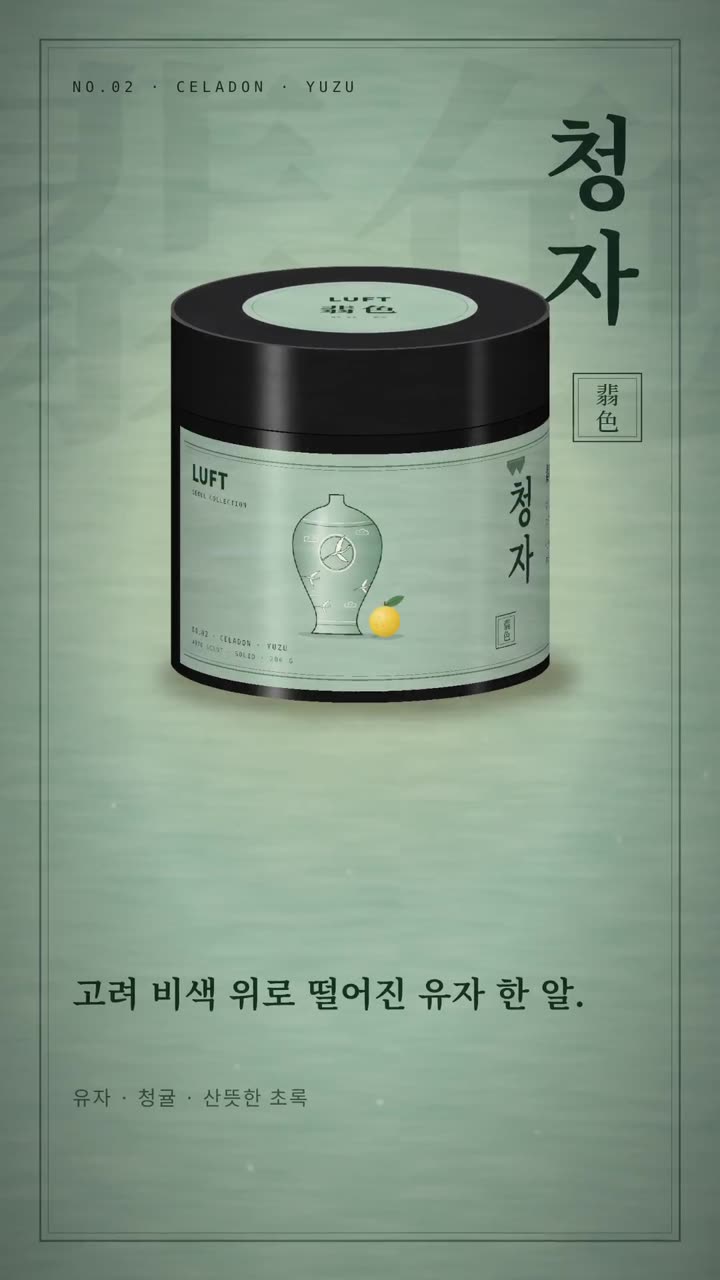 NO.02 · CELADON · YUZU
청자
翡色
LUFT
翡色
LUFT
SEOUL COLLECTION
청자
翡色
NO.02 · CELADON · YUZU
고려 비색 위로 떨어진 유자 한 알.
유자 · 청귤 · 산뜻한 초록